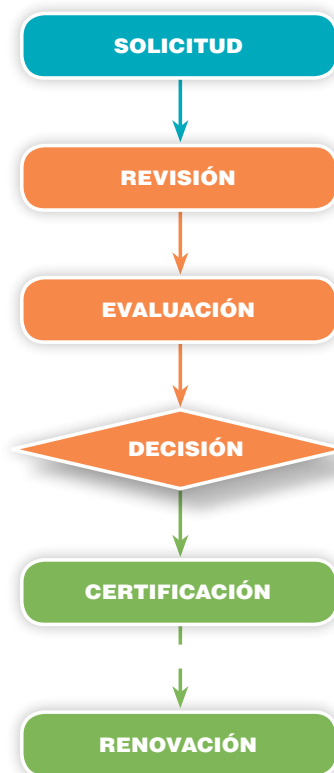 SOLICITUD
REVISIÓN
EVALUACIÓN
DECISIÓN
CERTIFICACIÓN
RENOVACIÓN